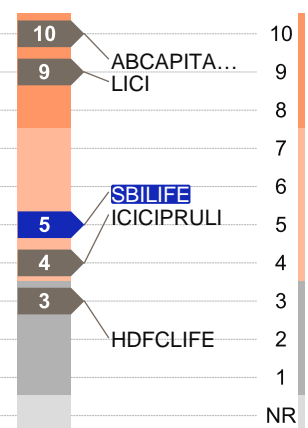 10 10
ABCAPITA…
9 9
LICI
8
7
6
SBILIFE
ICICIPRULI
5 5
4 4
3 3
HDFCLIFE
2
1
NR